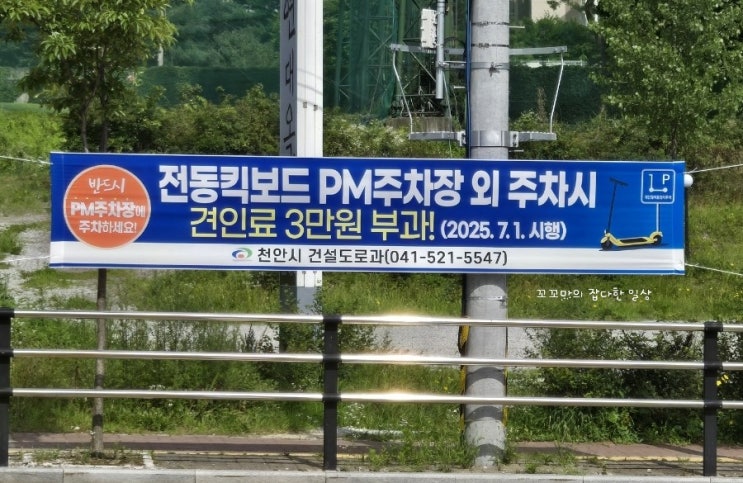 반드시
PM주차장에
주차하세요!
전동킥보드 PM주차장 외 주차시
견인료 3만원 부과! (2025. 7. 1. 시행)
천안시 건설도로과(041-521-5547)
P
꼬꼬만의 잡다한 일상